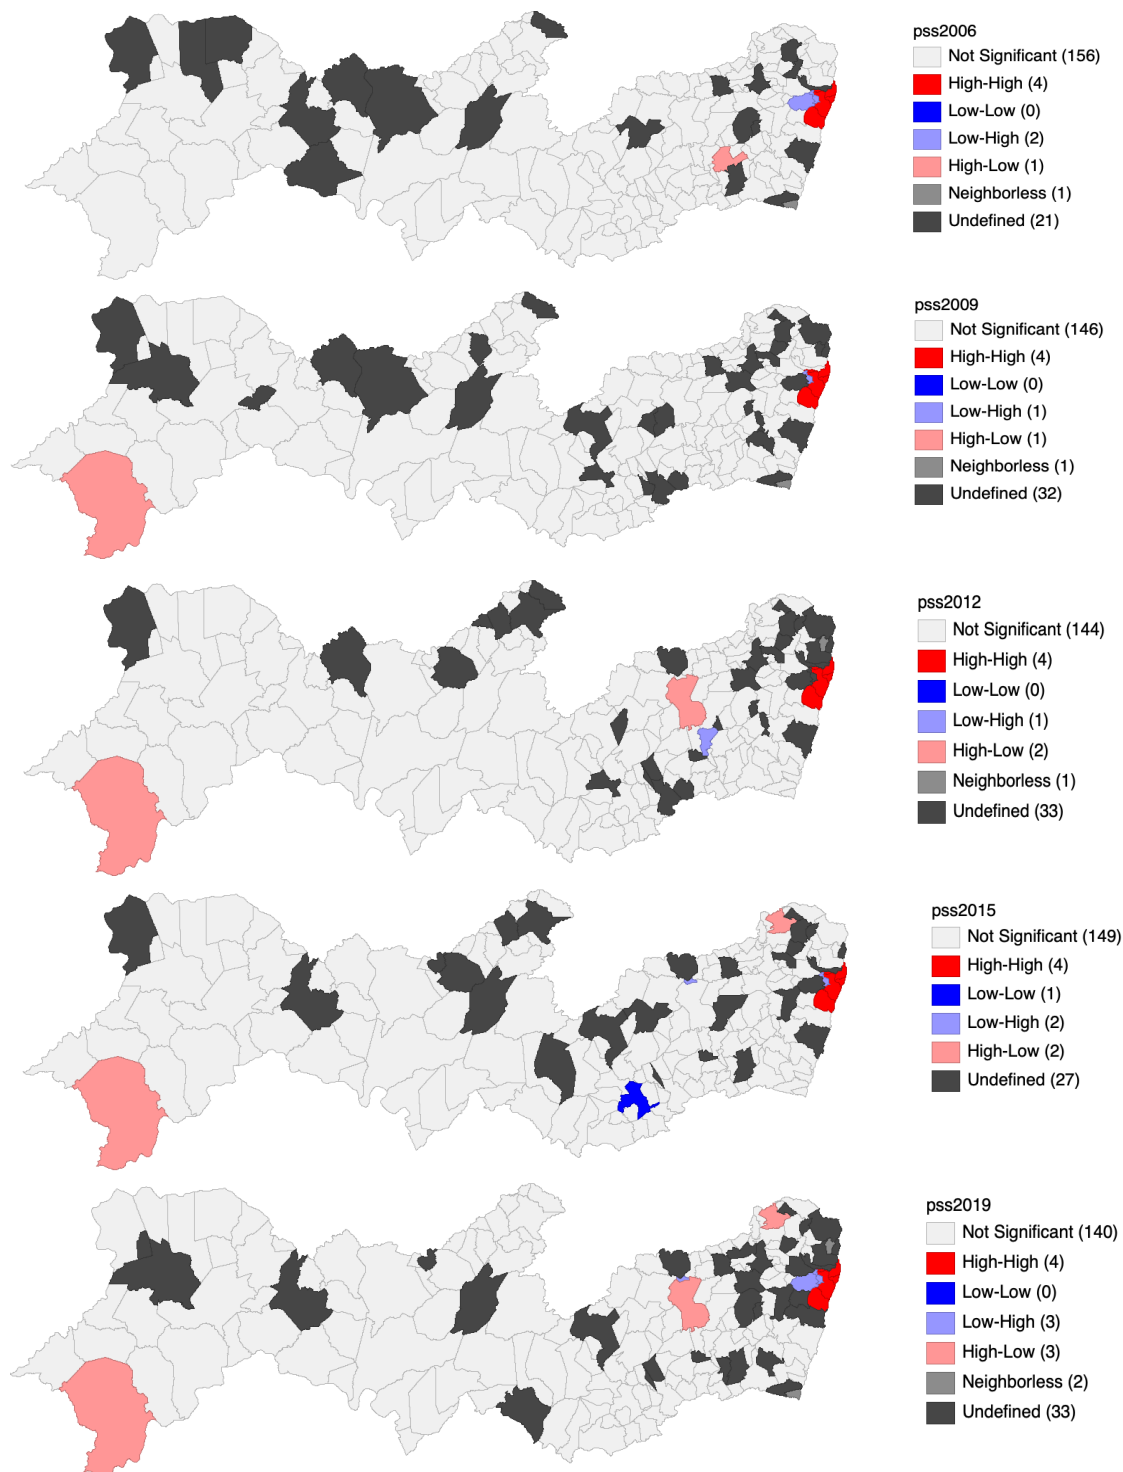 pss2006
Not Significant (156)
High-High (4)
Low-Low (0)
Low-High (2)
High-Low (1)
Neighborless (1)
Undefined (21)
pss2009
Not Significant (146)
High-High (4)
Low-Low (0)
Low-High (1)
High-Low (1)
Neighborless (1)
Undefined (32)
pss2012
Not Significant (144)
High-High (4)
Low-Low (0)
Low-High (1)
High-Low (2)
Neighborless (1)
Undefined (33)
pss2015
Not Significant (149)
High-High (4)
Low-Low (1)
Low-High (2)
High-Low (2)
Undefined (27)
pss2019
Not Significant (140)
High-High (4)
Low-Low (0)
Low-High (3)
High-Low (3)
Neighborless (2)
Undefined (33)